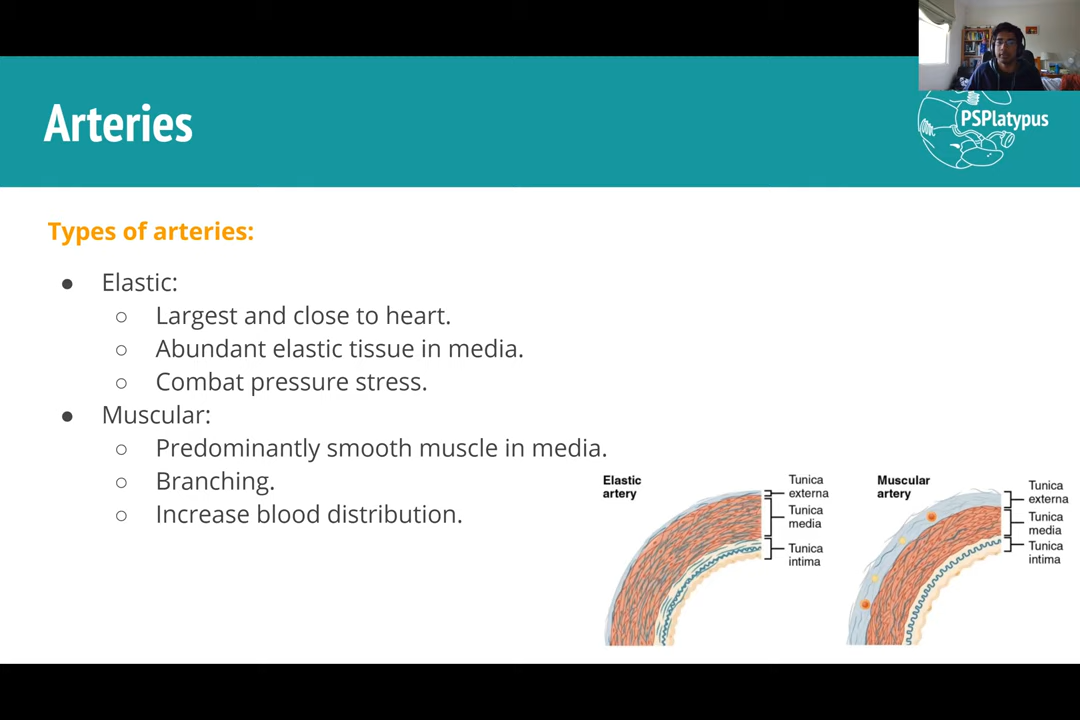 Arteries
PSPlatypus
Types of arteries:
● Elastic:
○ Largest and close to heart.
○ Abundant elastic tissue in media.
○ Combat pressure stress.
● Muscular:
○ Predominantly smooth muscle in media.
○ Branching.
○ Increase blood distribution.
Elastic
artery
Tunica
externa
Tunica
media
Tunica
intima
Muscular
artery
Tunica
externa
Tunica
media
Tunica
intima